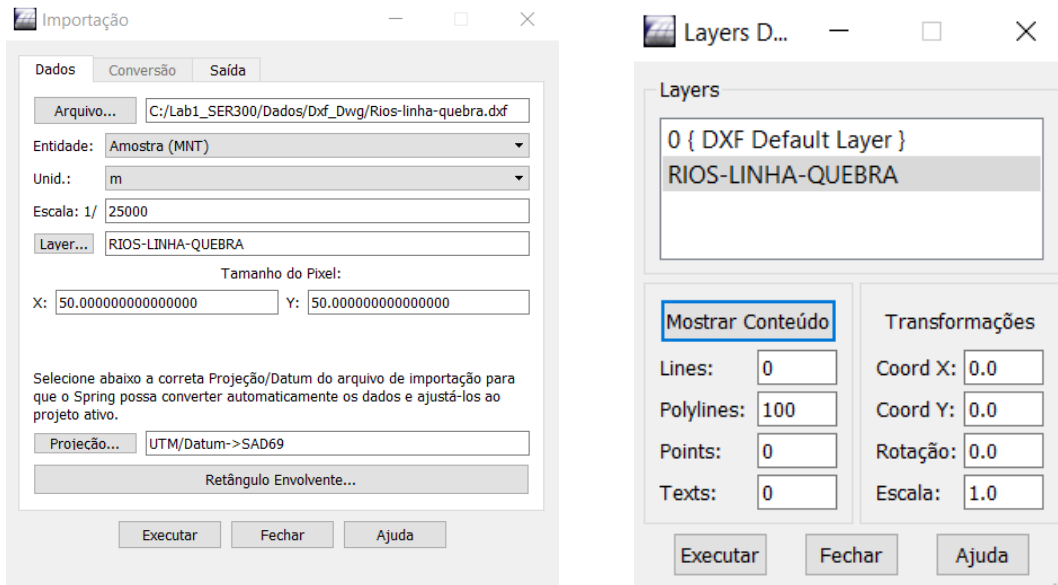 Importação
Dados Conversão Saída
Arquivo... C:/Lab1_SER300/Dados/Dxf_Dwg/Rios-linha-quebra.dxf
Entidade: Amostra (MNT)
Unid.: m
Escala: 1/ 25000
Layer... RIOS-LINHA-QUEBRA
Tamanho do Pixel:
X: 50.000000000000000 Y: 50.000000000000000
Selecione abaixo a correta Projeção/Datum do arquivo de importação para
que o Spring possa converter automaticamente os dados e ajustá-los ao
projeto ativo.
Projeção... UTM/Datum->SAD69
Retângulo Envolvente...
Executar Fechar Ajuda
Layers D...
Layers
0 { DXF Default Layer }
RIOS-LINHA-QUEBRA
Mostrar Conteúdo Transformações
Lines: 0 Coord X: 0.0
Polylines: 100 Coord Y: 0.0
Points: 0 Rotação: 0.0
Texts: 0 Escala: 1.0
Executar Fechar Ajuda